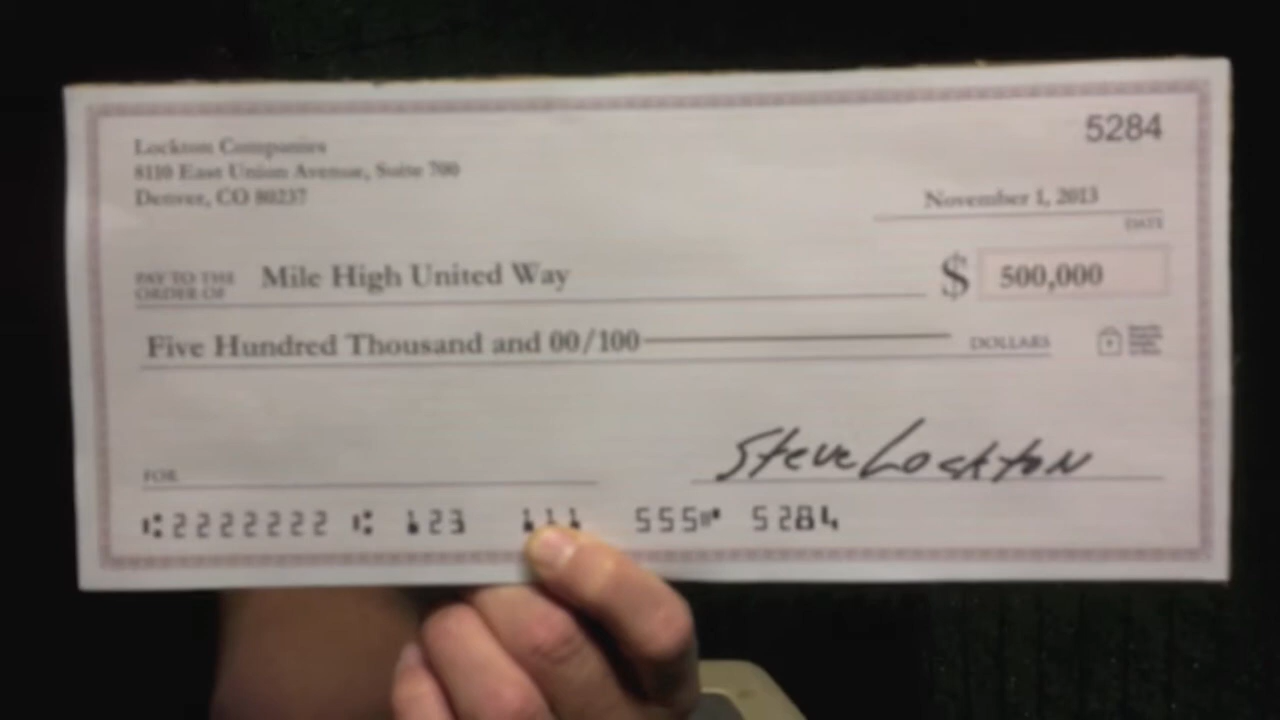 Lockton Companies
8110 East Union Avenue, Suite 700
Denver, CO 80237
5284
November 1, 2013
DATE
PAY TO THE
ORDER OF
Mile High United Way
$ 500,000
Five Hundred Thousand and 00/100
DOLLARS
Steve Lockton
FOR
⑆2222222⑆ 123 111 555⑈ 5284